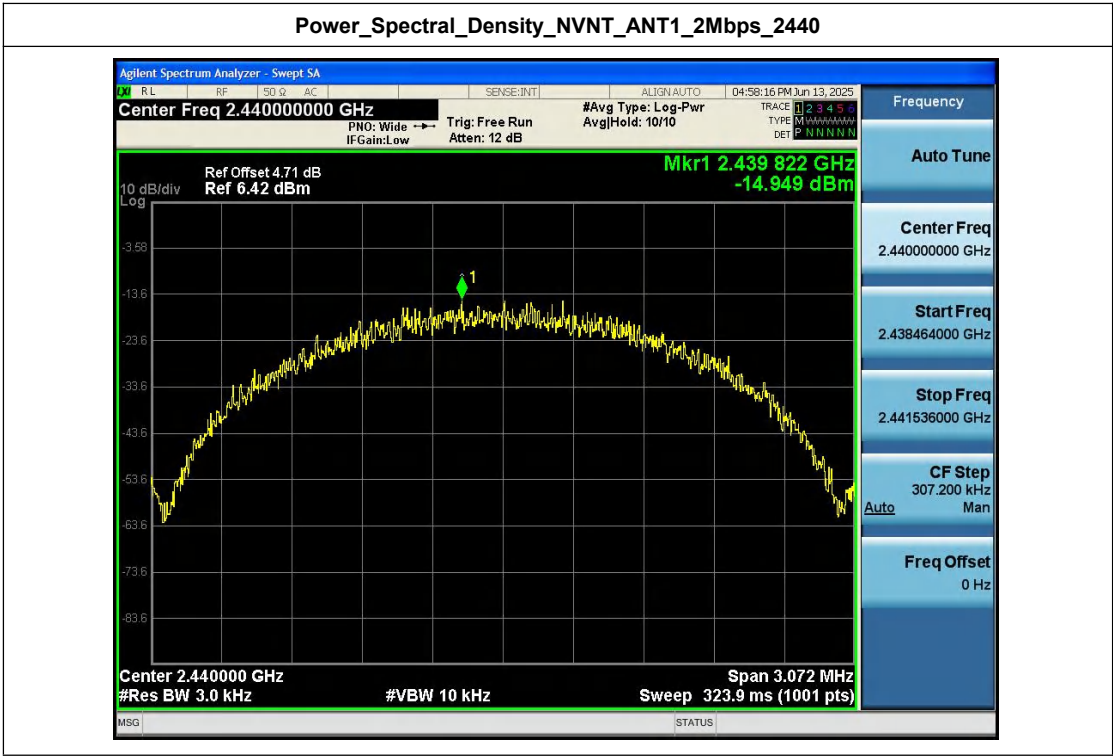 Power_Spectral_Density_NVNT_ANT1_2Mbps_2440
Agilent Spectrum Analyzer - Swept SA
LXI RL RF 50 Ω AC SENSE:INT ALIGN AUTO 04:58:16 PM Jun 13, 2025
Center Freq 2.440000000 GHz
PNO: Wide
IFGain:Low
Trig: Free Run
Atten: 12 dB
#Avg Type: Log-Pwr
Avg|Hold: 10/10
TRACE 1 2 3 4 5 6
TYPE M WWWWW
DET P N N N N N
Frequency
Auto Tune
Center Freq
2.440000000 GHz
Start Freq
2.438464000 GHz
Stop Freq
2.441536000 GHz
CF Step
307.200 kHz
Auto Man
Freq Offset
0 Hz
Mkr1 2.439 822 GHz
-14.949 dBm
Ref Offset 4.71 dB
10 dB/div Ref 6.42 dBm
Log
1
-3.58
-13.6
-23.6
-33.6
-43.6
-53.6
-63.6
-73.6
-83.6
Center 2.440000 GHz Span 3.072 MHz
#Res BW 3.0 kHz #VBW 10 kHz Sweep 323.9 ms (1001 pts)
MSG STATUS